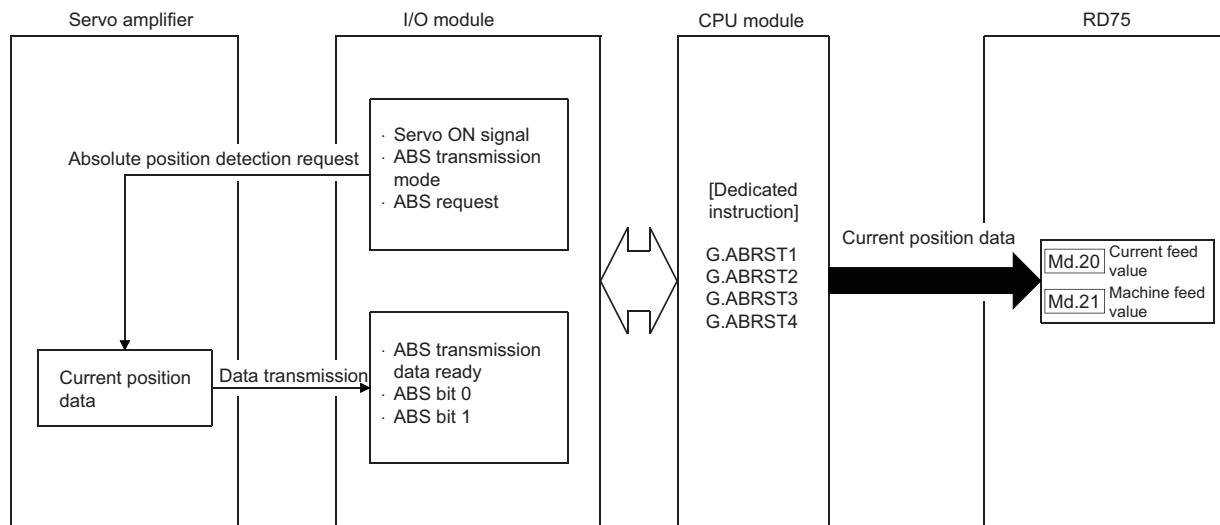 Servo amplifier
I/O module
CPU module
RD75
Absolute position detection request
· Servo ON signal
· ABS transmission
mode
· ABS request
[Dedicated
instruction]
G.ABRST1
G.ABRST2
G.ABRST3
G.ABRST4
Current position data
Md.20 Current feed
value
Md.21 Machine feed
value
Current position
data
Data transmission
· ABS transmission
data ready
· ABS bit 0
· ABS bit 1